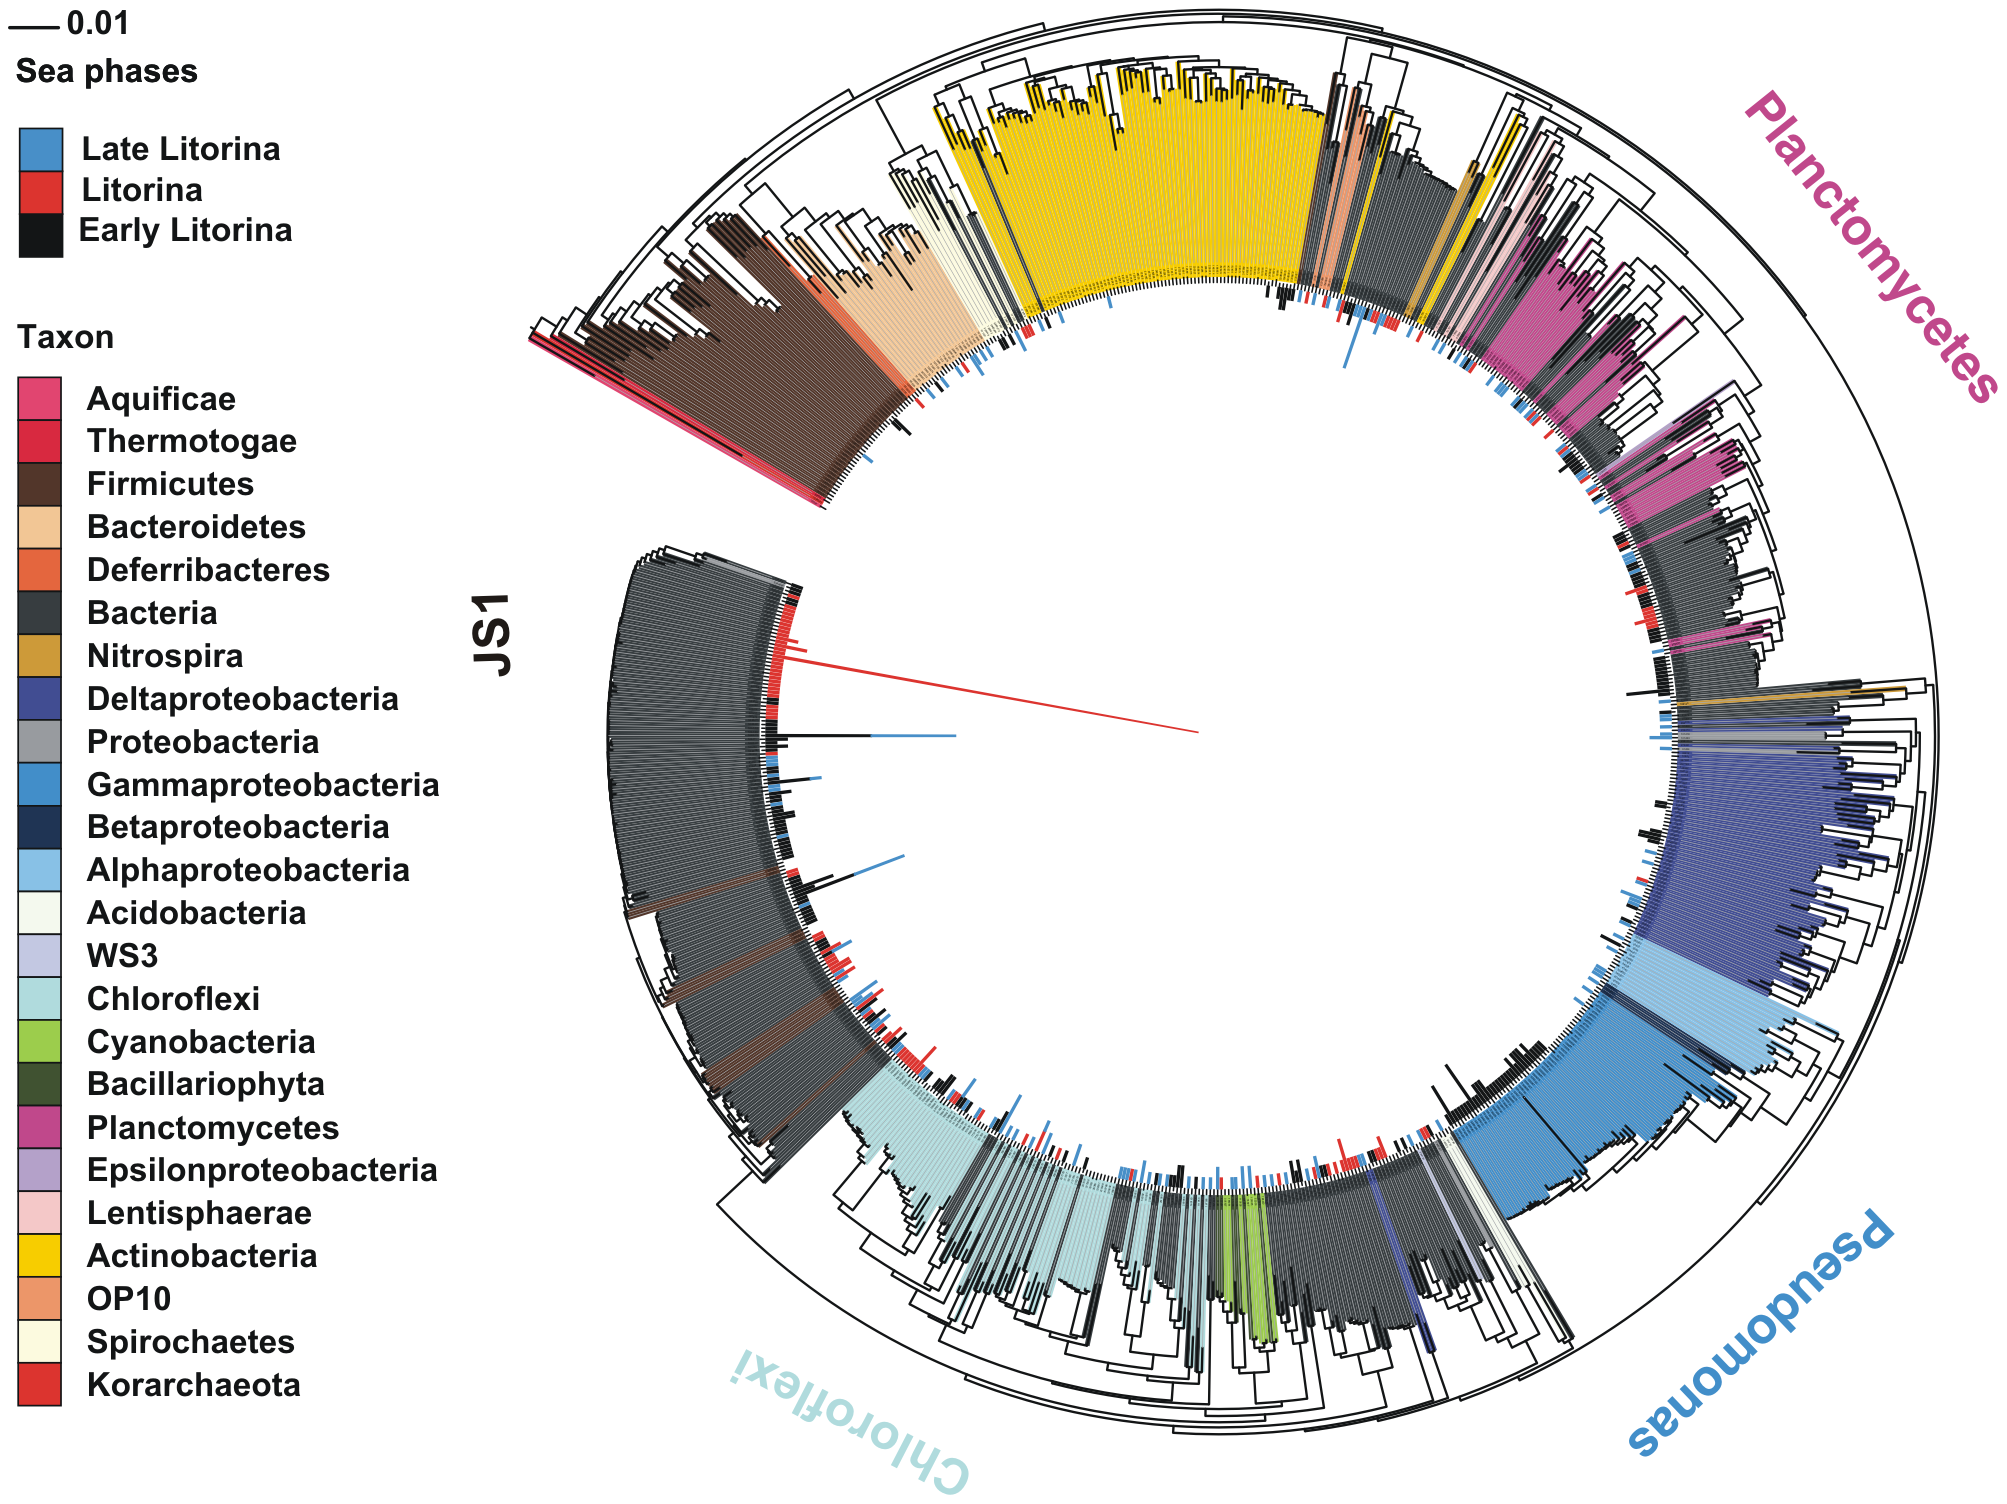 0.01
Sea phases
Late Litorina
Litorina
Early Litorina
Taxon
Aquificae
Thermotogae
Firmicutes
Bacteroidetes
Deferribacteres
Bacteria
Nitrospira
Deltaproteobacteria
Proteobacteria
Gammaproteobacteria
Betaproteobacteria
Alphaproteobacteria
Acidobacteria
WS3
Chloroflexi
Cyanobacteria
Bacillariophyta
Planctomycetes
Epsilonproteobacteria
Lentisphaerae
Actinobacteria
OP10
Spirochaetes
Korarchaeota
JS1
Planctomycetes
Pseudomonas
Chloroflexi